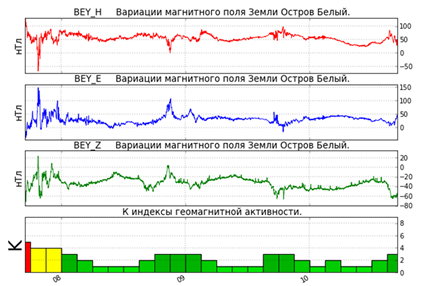 BEY_H Вариации магнитного поля Земли Остров Белый.
нТл
100
50
0
−50
BEY_E Вариации магнитного поля Земли Остров Белый.
нТл
150
100
50
0
BEY_Z Вариации магнитного поля Земли Остров Белый.
нТл
20
0
−20
−40
−60
−80
К индексы геомагнитной активности.
K
8
6
4
2
0
08
09
10